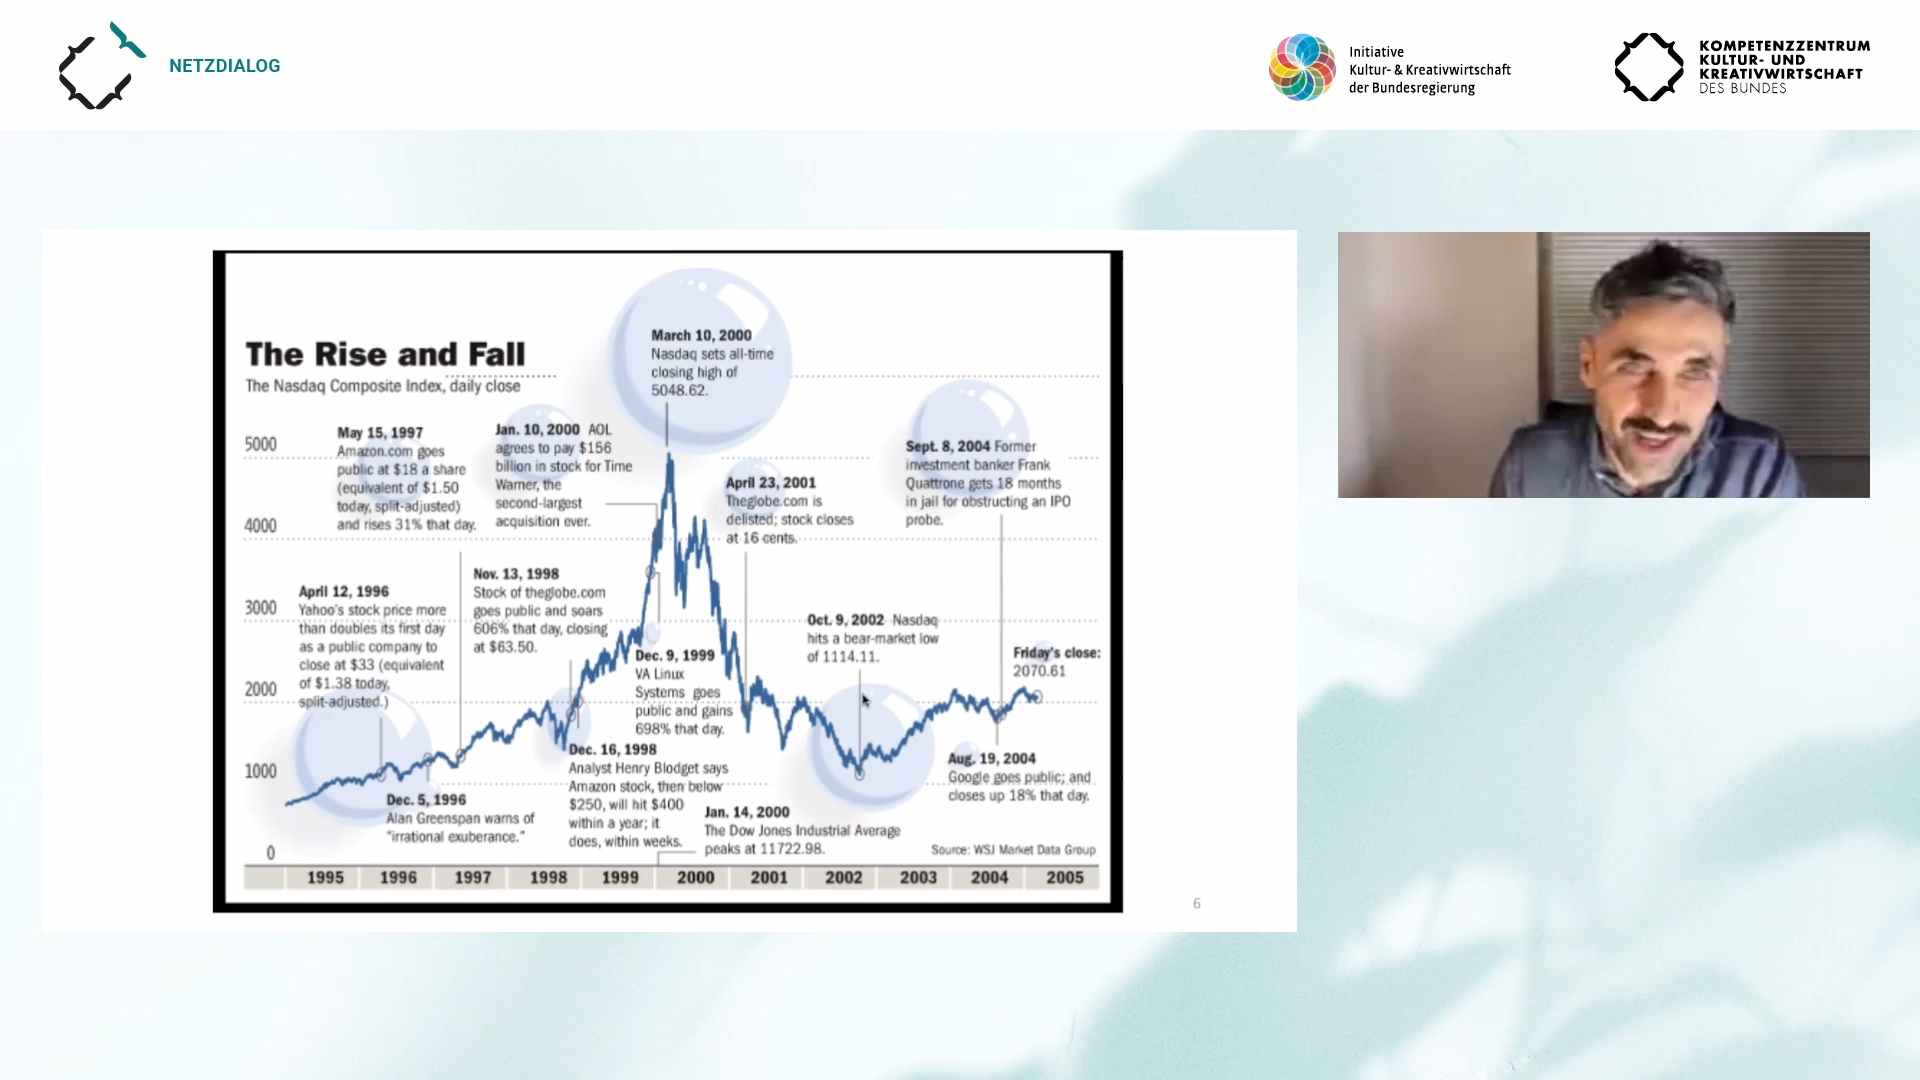 NETZDIALOG
Initiative
Kultur- & Kreativwirtschaft
der Bundesregierung
KOMPETENZZENTRUM
KULTUR- UND
KREATIVWIRTSCHAFT
DES BUNDES
The Rise and Fall
The Nasdaq Composite Index, daily close
March 10, 2000
Nasdaq sets all-time
closing high of
5048.62.
May 15, 1997
Amazon.com goes
public at $18 a share
(equivalent of $1.50
today, split-adjusted)
and rises 31% that day.
Jan. 10, 2000 AOL
agrees to pay $156
billion in stock for Time
Warner, the
second-largest
acquisition ever.
April 23, 2001
Theglobe.com is
delisted; stock closes
at 16 cents.
Sept. 8, 2004 Former
investment banker Frank
Quattrone gets 18 months
in jail for obstructing an IPO
probe.
April 12, 1996
Yahoo's stock price more
than doubles its first day
as a public company to
close at $33 (equivalent
of $1.38 today,
split-adjusted.)
Nov. 13, 1998
Stock of theglobe.com
goes public and soars
606% that day, closing
at $63.50.
Dec. 9, 1999
VA Linux
Systems goes
public and gains
698% that day.
Oct. 9, 2002 Nasdaq
hits a bear-market low
of 1114.11.
Friday's close:
2070.61
Dec. 5, 1996
Alan Greenspan warns of
"irrational exuberance."
Dec. 16, 1998
Analyst Henry Blodget says
Amazon stock, then below
$250, will hit $400
within a year; it
does, within weeks.
Jan. 14, 2000
The Dow Jones Industrial Average
peaks at 11722.98.
Aug. 19, 2004
Google goes public; and
closes up 18% that day.
Source: WSJ Market Data Group
5000
4000
3000
2000
1000
0
1995 1996 1997 1998 1999 2000 2001 2002 2003 2004 2005
6